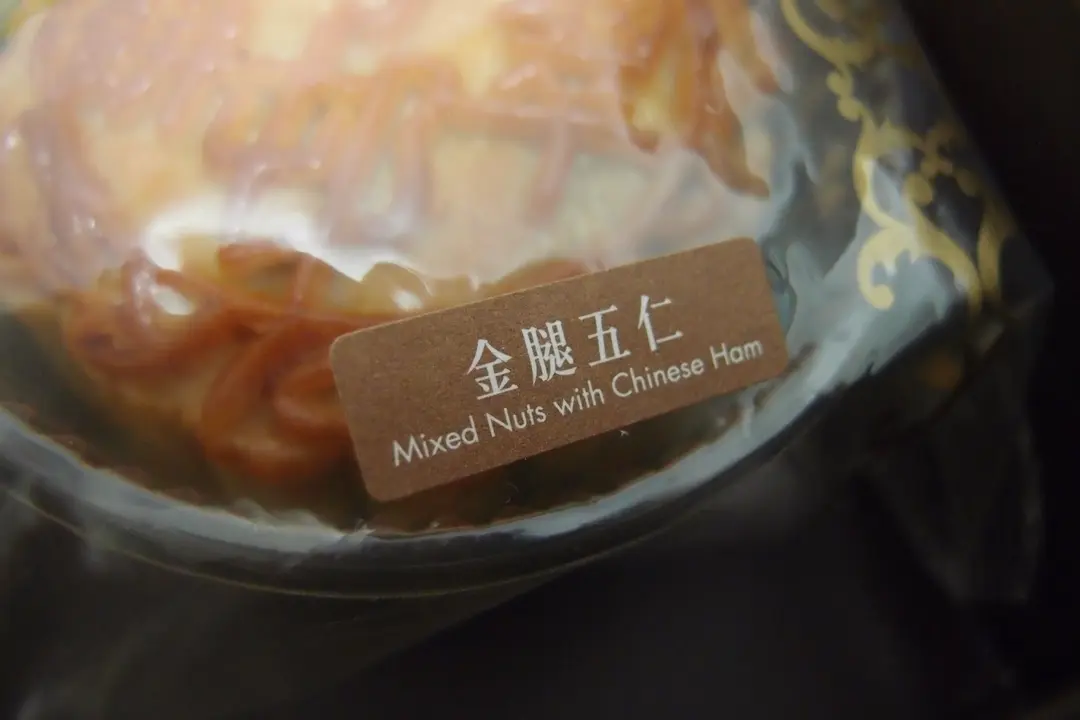 金腿五仁
Mixed Nuts with Chinese Ham